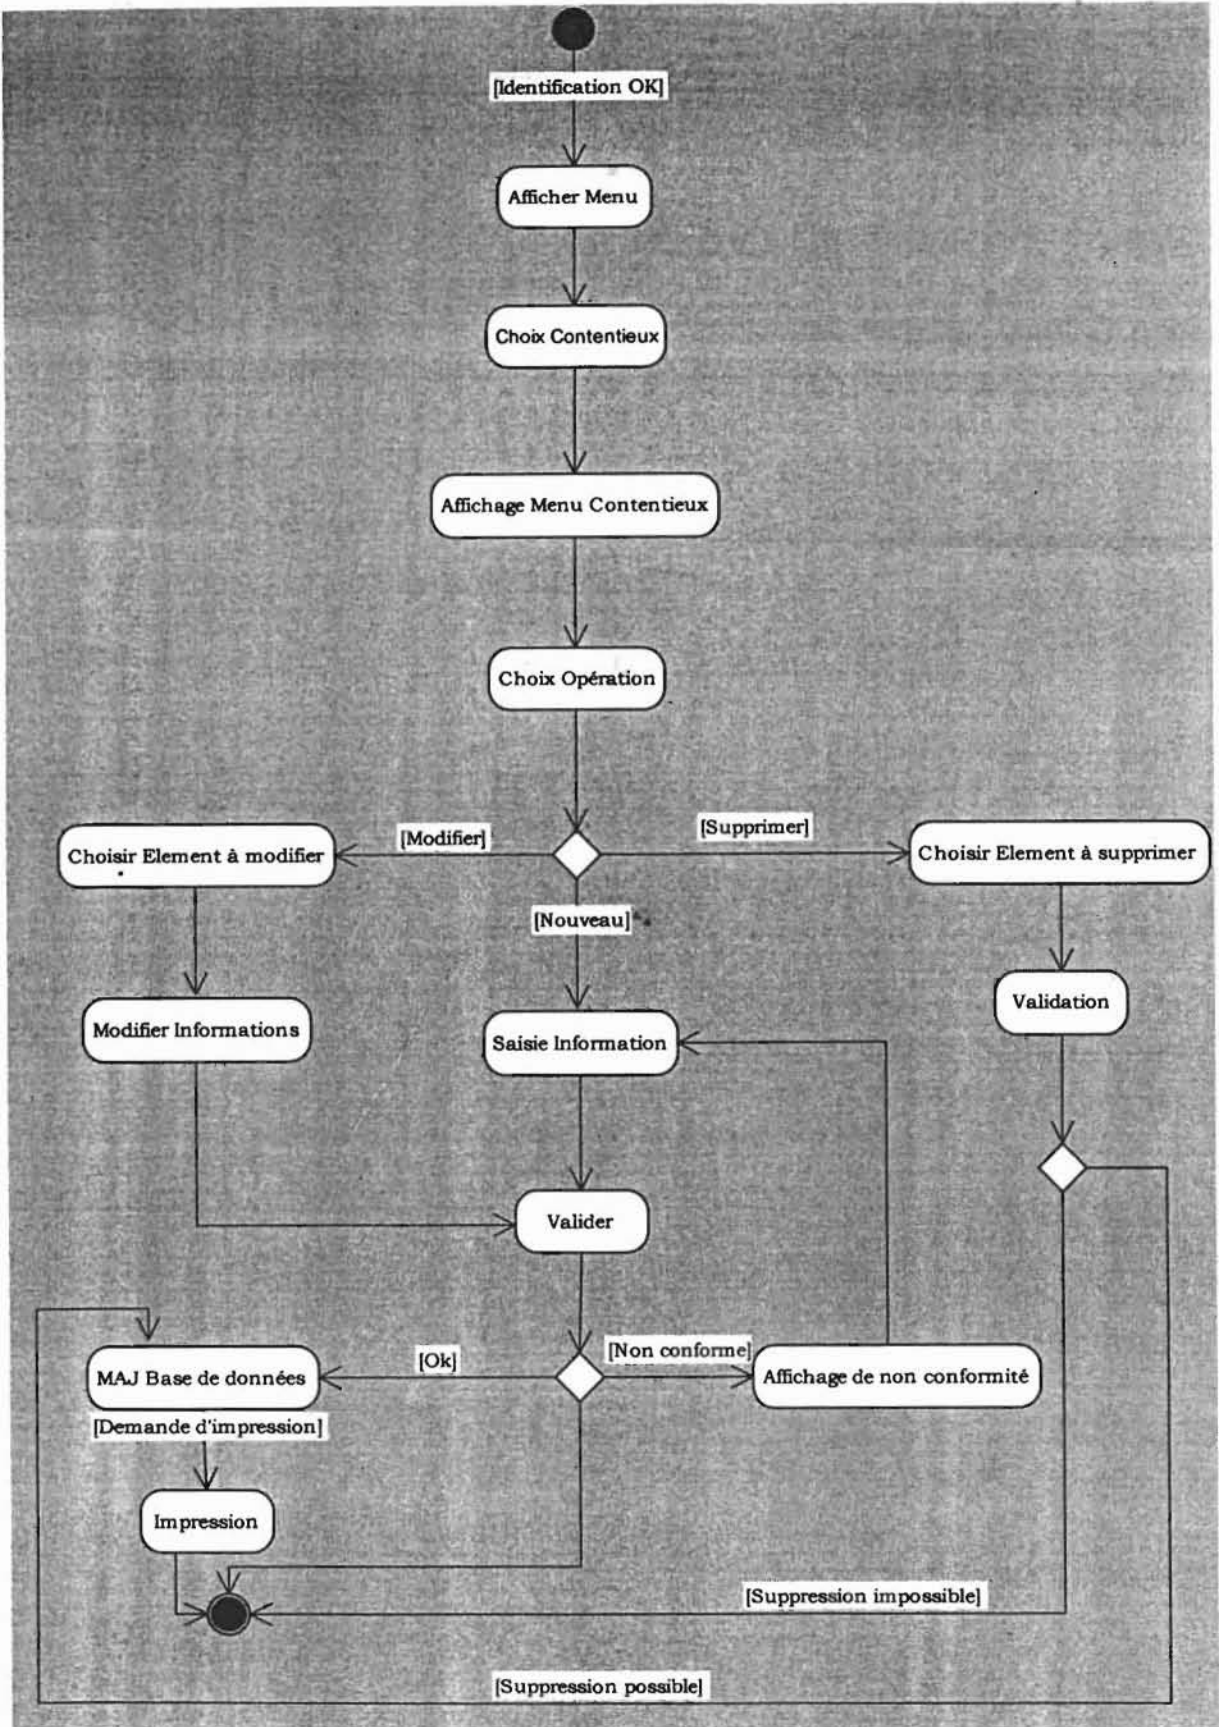 [Identification OK]
Afficher Menu
Choix Contentieux
Affichage Menu Contentieux
Choix Opération
[Modifier]
[Supprimer]
Choisir Element à modifier
Choisir Element à supprimer
[Nouveau]
Modifier Informations
Saisie Information
Validation
Valider
[Ok]
[Non conforme]
MAJ Base de données
Affichage de non conformité
[Demande d'impression]
Impression
[Suppression impossible]
[Suppression possible]